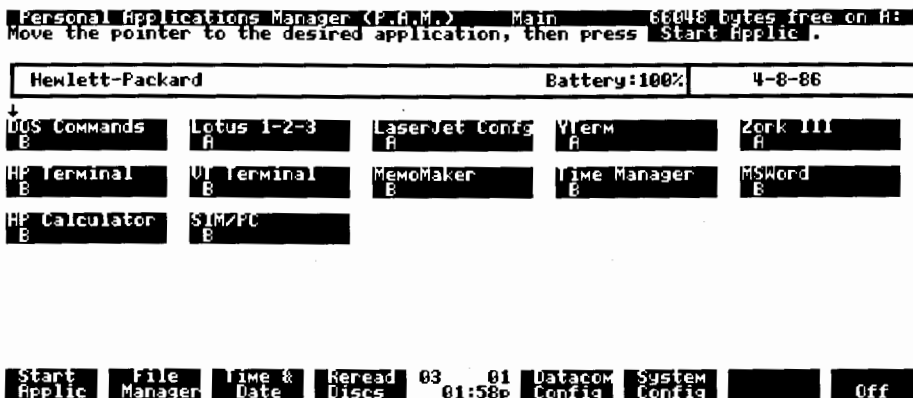 Personal Applications Manager (P.A.M.) Main 66048 bytes free on A:
Move the pointer to the desired application, then press Start Applic .
Hewlett-Packard Battery:100% 4-8-86
DOS Commands Lotus 1-2-3 LaserJet Confg YTerm Zork III
B A A A A
HP Terminal VT Terminal MemoMaker Time Manager MSWord
B B B B B
HP Calculator SIM/PC
B B
Start File Time & Reread 03 01 Datacom System
Applic Manager Date Discs 01:58p Config Config Off